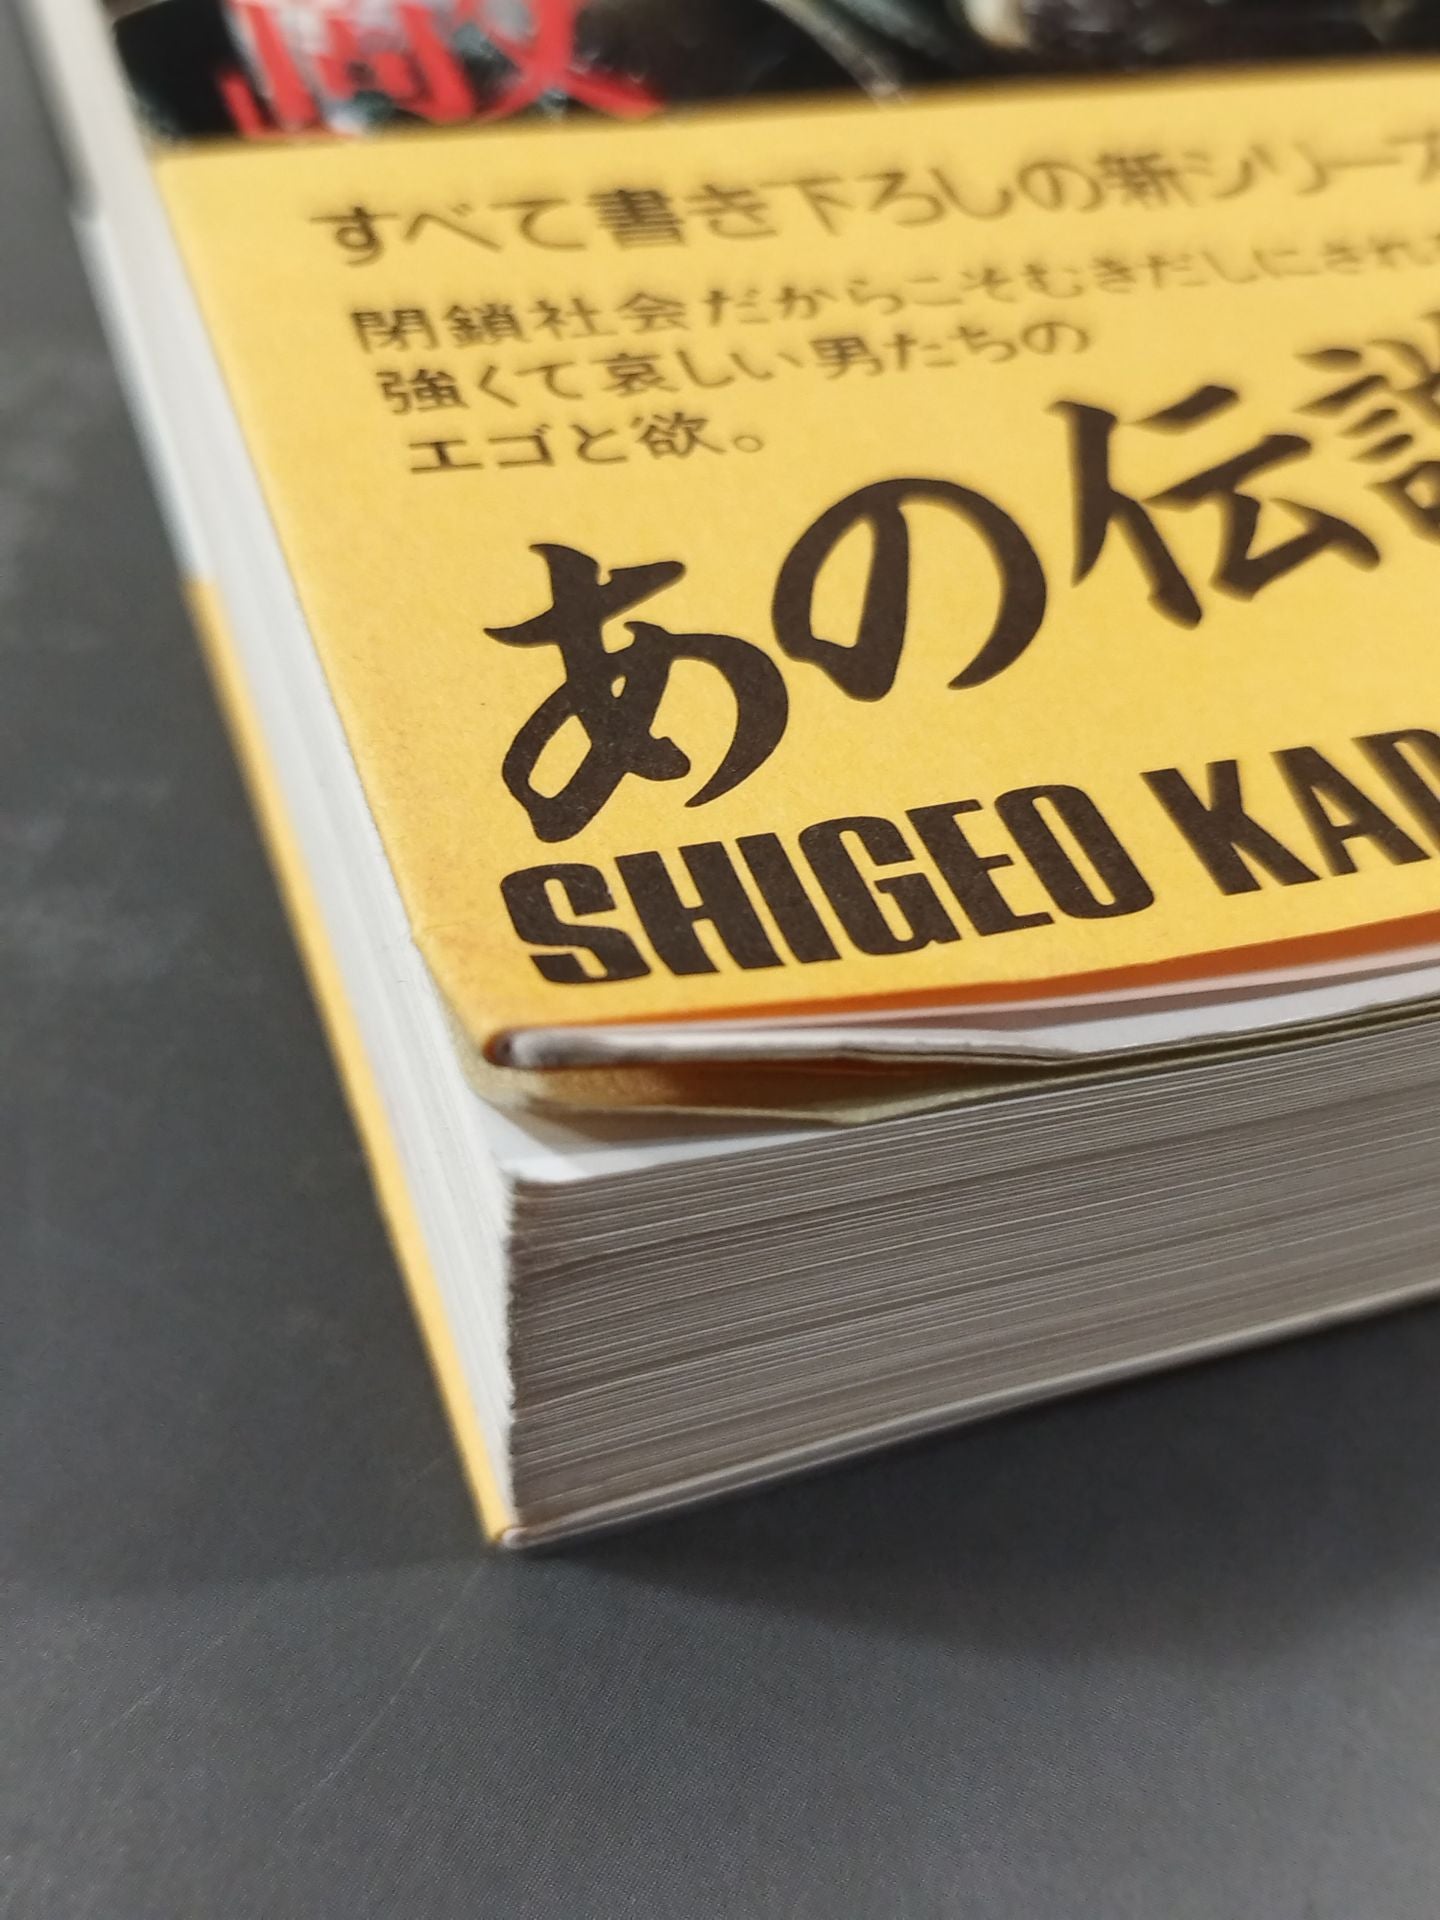 すべて書き下ろしの新シリーズ
閉鎖社会だからこそむきだしにされ
強くて哀しい男たちの
エゴと欲。
あの伝説
SHIGEO KA